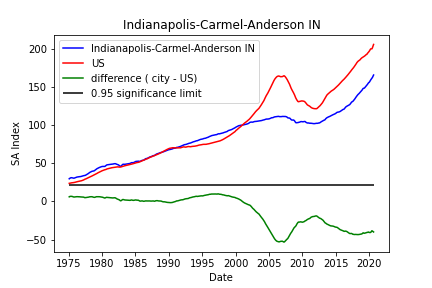 Indianapolis-Carmel-Anderson IN
Indianapolis-Carmel-Anderson IN
US
difference ( city - US)
0.95 significance limit
SA Index
200
150
100
50
0
−50
1975 1980 1985 1990 1995 2000 2005 2010 2015 2020
Date